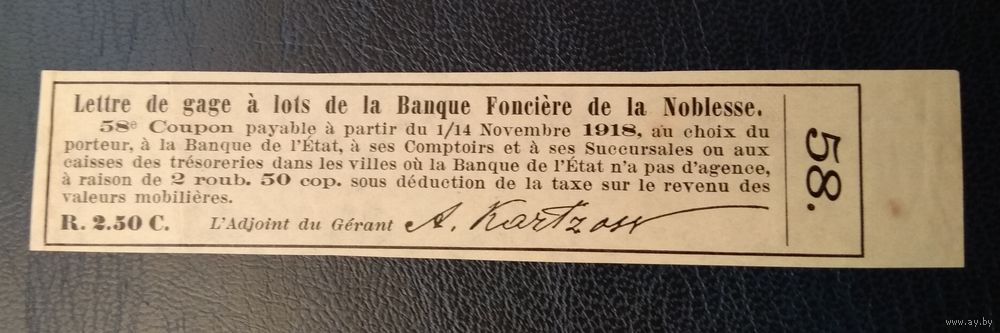 Lettre de gage à lots de la Banque Foncière de la Noblesse.
58e Coupon payable à partir du 1/14 Novembre 1918, au choix du
porteur, à la Banque de l'État, à ses Comptoirs et à ses Succursales ou aux
caisses des trésoreries dans les villes où la Banque de l'État n'a pas d'agence,
à raison de 2 roub. 50 cop. sous déduction de la taxe sur le revenu des
valeurs mobilières.
R. 2.50 C. L'Adjoint du Gérant A. Kartzow
58.
www.ay.by